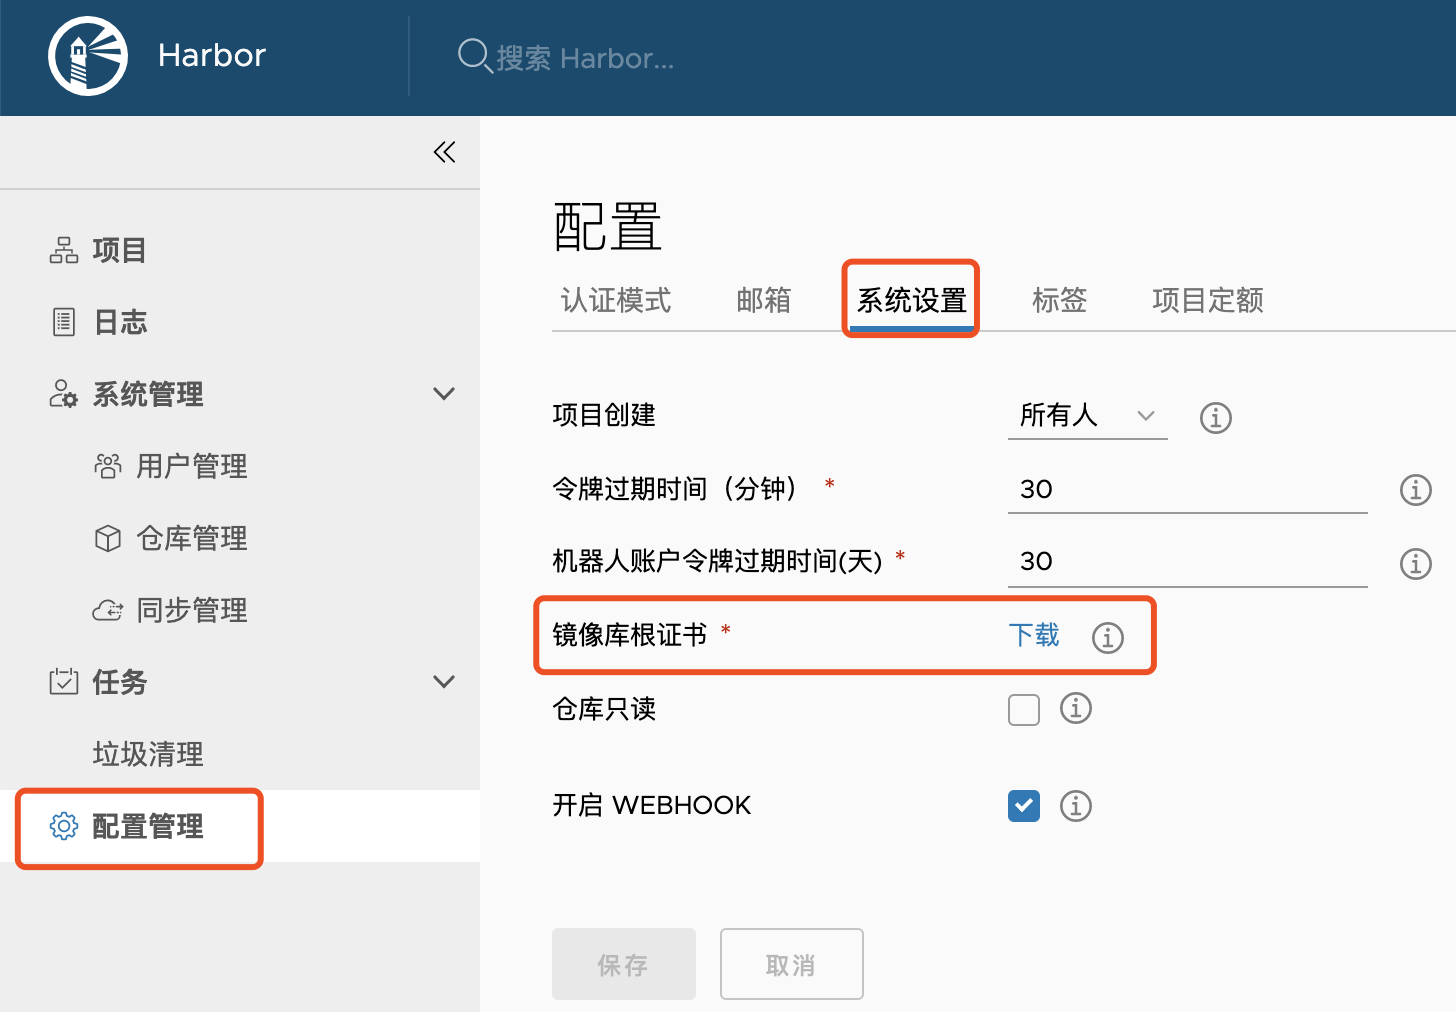 Harbor
搜索 Harbor...
项目
日志
系统管理
用户管理
仓库管理
同步管理
任务
垃圾清理
配置管理
配置
认证模式 邮箱 系统设置 标签 项目定额
项目创建 所有人
令牌过期时间（分钟） * 30
机器人账户令牌过期时间(天) * 30
镜像库根证书 * 下载
仓库只读
开启 WEBHOOK
保存 取消